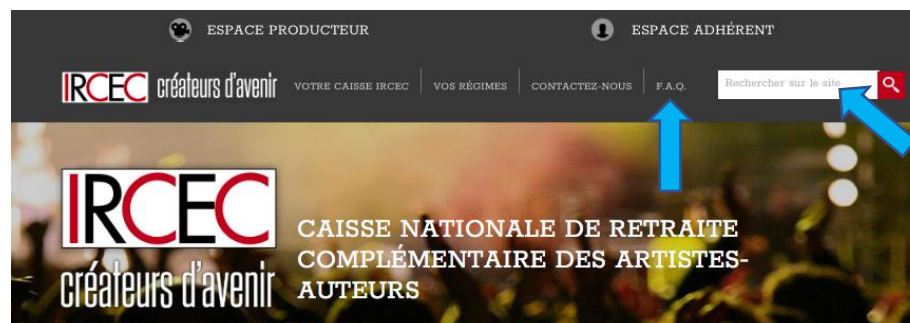 ESPACE PRODUCTEUR
ESPACE ADHÉRENT
IRCEC créateurs d'avenir
VOTRE CAISSE IRCEC
VOS RÉGIMES
CONTACTEZ-NOUS
F.A.Q.
Rechercher sur le site
IRCEC
créateurs d'avenir
CAISSE NATIONALE DE RETRAITE
COMPLÉMENTAIRE DES ARTISTES-
AUTEURS